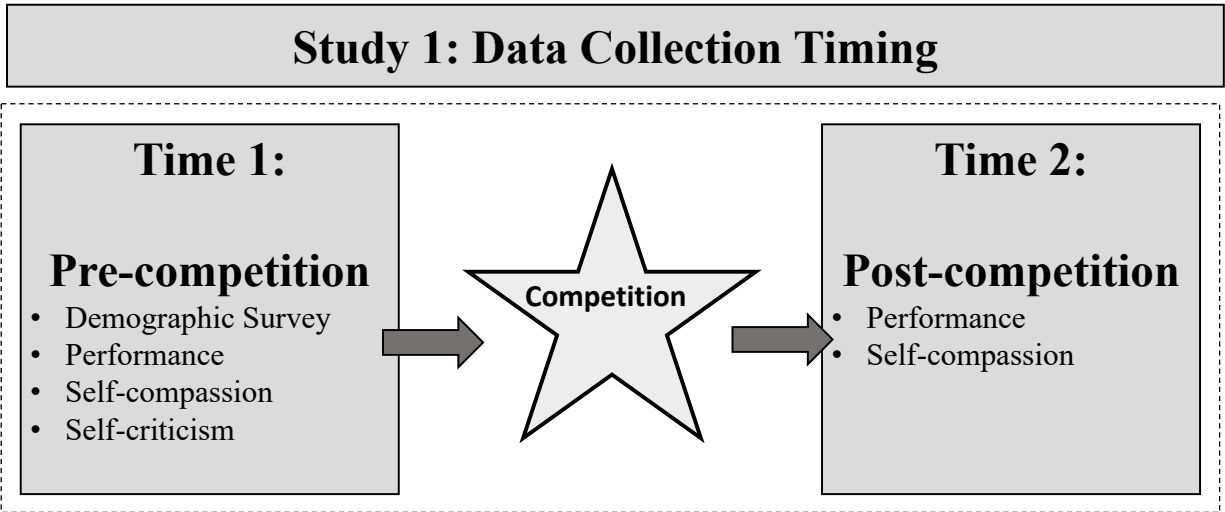 Study 1: Data Collection Timing
Time 1:
Pre-competition
• Demographic Survey
• Performance
• Self-compassion
• Self-criticism
Competition
Time 2:
Post-competition
• Performance
• Self-compassion